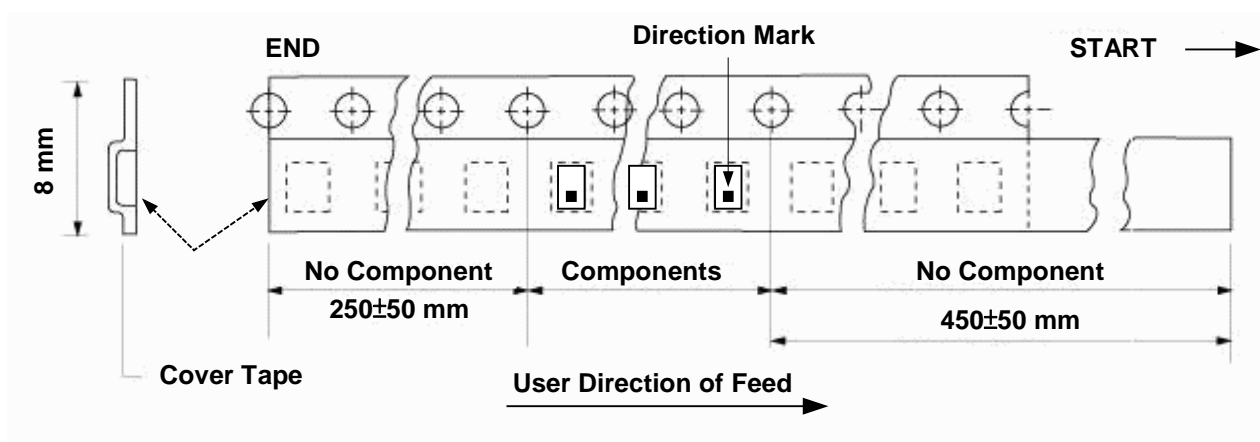 END
Direction Mark
START
8 mm
No Component
250±50 mm
Components
No Component
450±50 mm
Cover Tape
User Direction of Feed